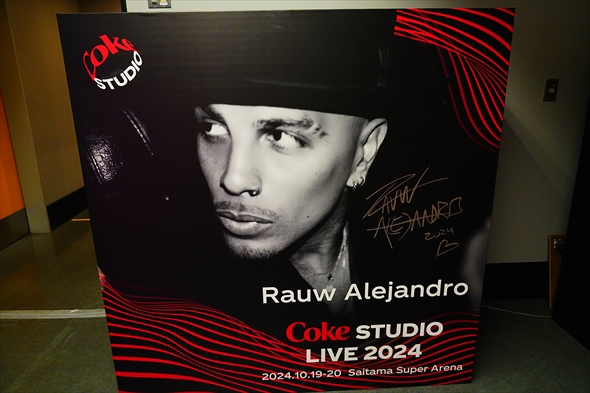 Coke
STUDIO
RAUW
ALEJANDRO
2024
Rauw Alejandro
Coke STUDIO
LIVE 2024
2024.10.19-20 Saitama Super Arena